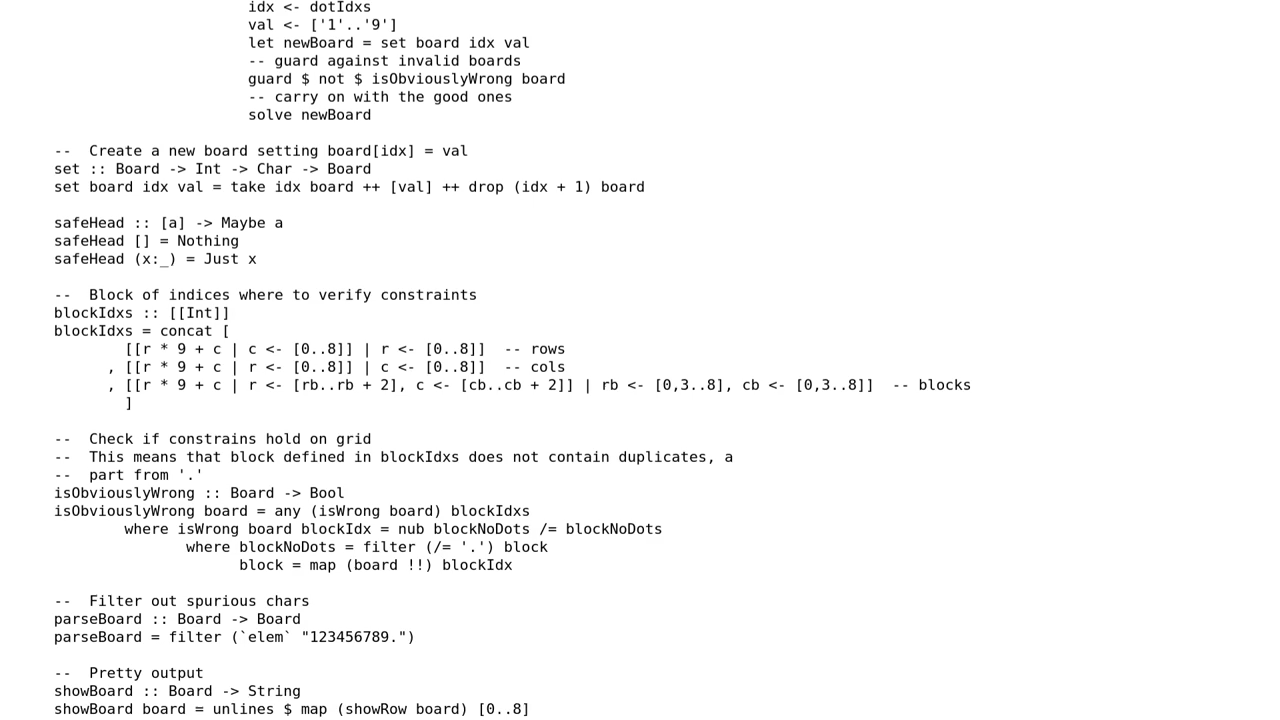 idx <- dotIdxs
                      val <- ['1'..'9']
                      let newBoard = set board idx val
                      -- guard against invalid boards
                      guard $ not $ isObviouslyWrong board
                      -- carry on with the good ones
                      solve newBoard

--  Create a new board setting board[idx] = val
set :: Board -> Int -> Char -> Board
set board idx val = take idx board ++ [val] ++ drop (idx + 1) board

safeHead :: [a] -> Maybe a
safeHead [] = Nothing
safeHead (x:_) = Just x

--  Block of indices where to verify constraints
blockIdxs :: [[Int]]
blockIdxs = concat [
        [[r * 9 + c | c <- [0..8]] | r <- [0..8]]  -- rows
      , [[r * 9 + c | r <- [0..8]] | c <- [0..8]]  -- cols
      , [[r * 9 + c | r <- [rb..rb + 2], c <- [cb..cb + 2]] | rb <- [0,3..8], cb <- [0,3..8]]  -- blocks
        ]

--  Check if constrains hold on grid
--  This means that block defined in blockIdxs does not contain duplicates, a
--  part from '.'
isObviouslyWrong :: Board -> Bool
isObviouslyWrong board = any (isWrong board) blockIdxs
        where isWrong board blockIdx = nub blockNoDots /= blockNoDots
               where blockNoDots = filter (/= '.') block
                     block = map (board !!) blockIdx

--  Filter out spurious chars
parseBoard :: Board -> Board
parseBoard = filter (`elem` "123456789.")

--  Pretty output
showBoard :: Board -> String
showBoard board = unlines $ map (showRow board) [0..8]